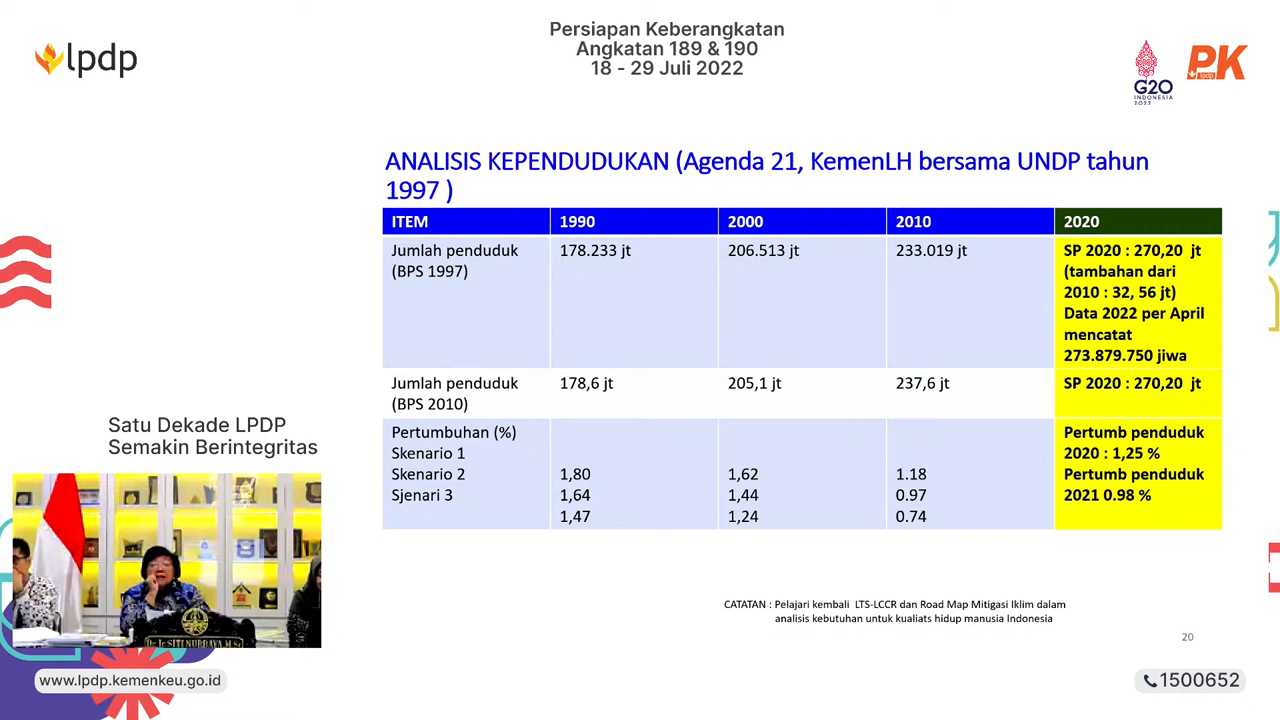 lpdp
Persiapan Keberangkatan
Angkatan 189 & 190
18 - 29 Juli 2022
G20
INDONESIA
2022
PK
lpdp
ANALISIS KEPENDUDUKAN (Agenda 21, KemenLH bersama UNDP tahun
1997 )
ITEM 1990 2000 2010 2020
Jumlah penduduk 178.233 jt 206.513 jt 233.019 jt SP 2020 : 270,20 jt
(BPS 1997) (tambahan dari
2010 : 32, 56 jt)
Data 2022 per April
mencatat
273.879.750 jiwa
Jumlah penduduk 178,6 jt 205,1 jt 237,6 jt SP 2020 : 270,20 jt
(BPS 2010)
Pertumbuhan (%) Pertumb penduduk
Skenario 1 2020 : 1,25 %
Skenario 2 1,80 1,62 1.18 Pertumb penduduk
Sjenari 3 1,64 1,44 0.97 2021 0.98 %
1,47 1,24 0.74
CATATAN : Pelajari kembali LTS-LCCR dan Road Map Mitigasi Iklim dalam
analisis kebutuhan untuk kualiats hidup manusia Indonesia
20
Satu Dekade LPDP
Semakin Berintegritas
Dr. Ir. SITI NURBAYA, M.Sc
www.lpdp.kemenkeu.go.id
1500652